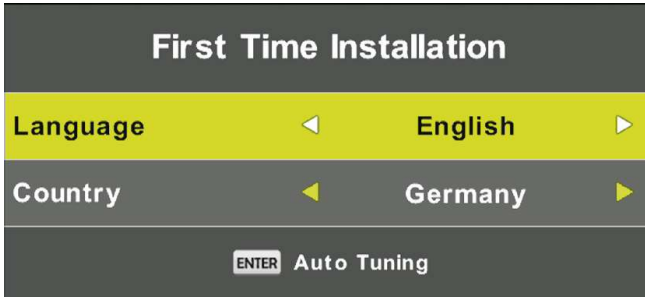 First Time Installation
Language English
Country Germany
ENTER Auto Tuning